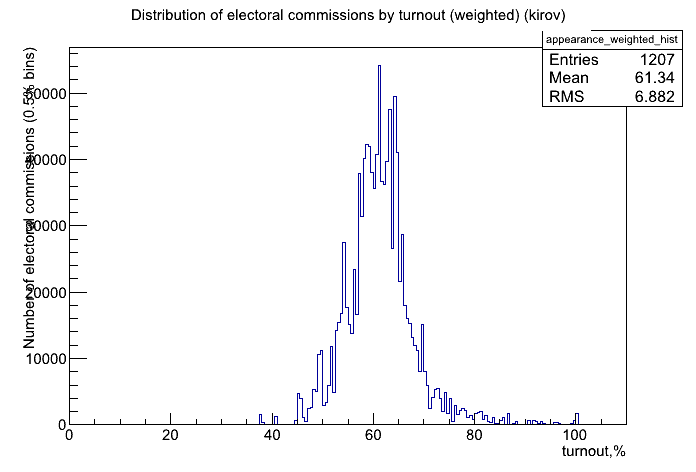 Distribution of electoral commissions by turnout (weighted) (kirov)
appearance_weighted_hist
Entries 1207
Mean 61.34
RMS 6.882
Number of electoral commissions (0.5% bins)
50000
40000
30000
20000
10000
0
0 20 40 60 80 100
turnout,%